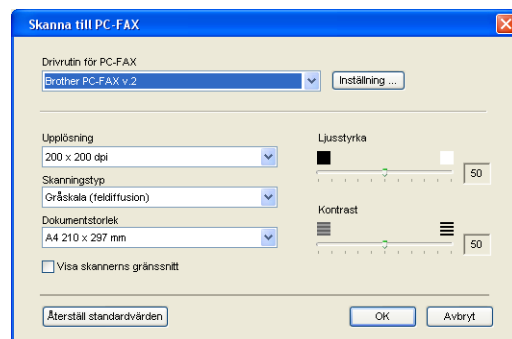 Skanna till PC-FAX
Drivrutin för PC-FAX
Brother PC-FAX v.2
Inställning ...
Upplösning
200 x 200 dpi
Skanningstyp
Gråskala (feldiffusion)
Dokumentstorlek
A4 210 x 297 mm
Visa skannerns gränssnitt
Ljusstyrka
50
Kontrast
50
Återställ standardvärden
OK
Avbryt